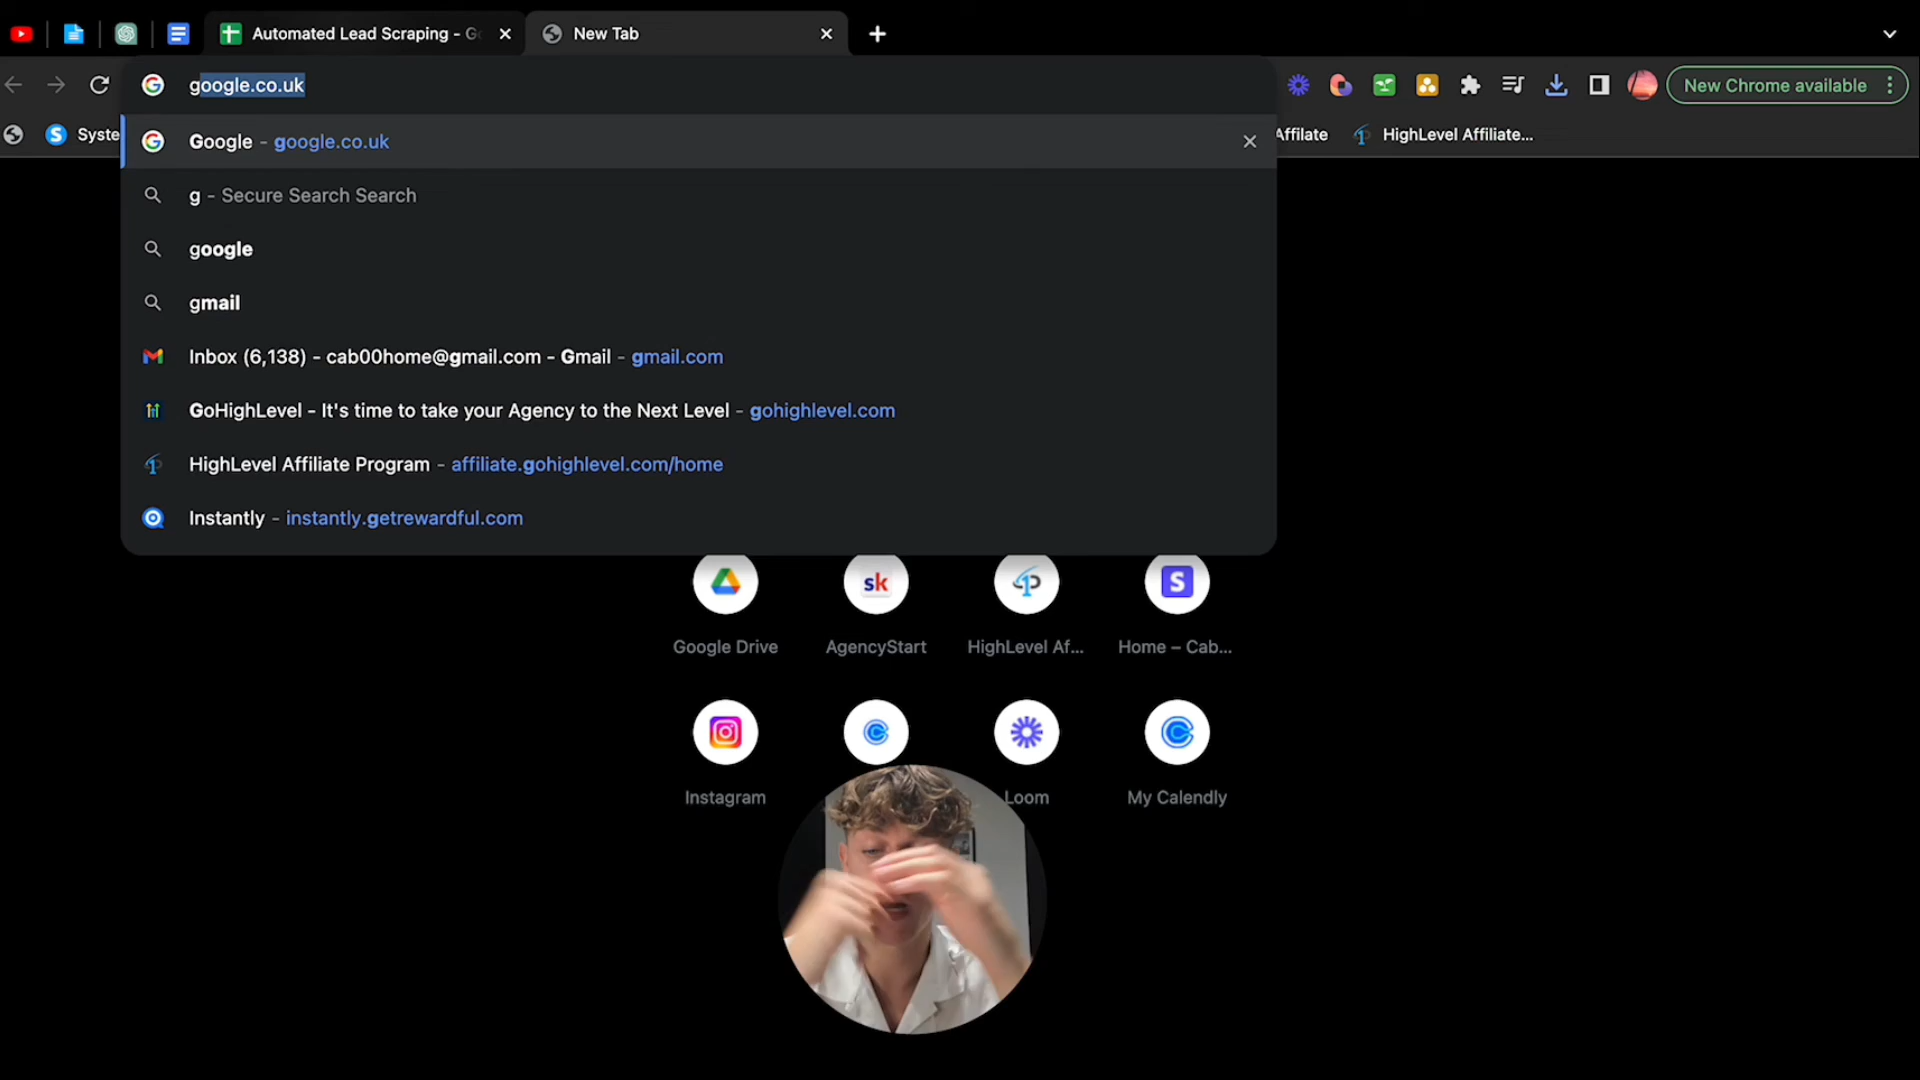 Automated Lead Scraping - Go
New Tab
google.co.uk
New Chrome available
Syste
Affilate
HighLevel Affiliate...
Google - google.co.uk
g - Secure Search Search
google
gmail
Inbox (6,138) - cab00home@gmail.com - Gmail - gmail.com
GoHighLevel - It's time to take your Agency to the Next Level - gohighlevel.com
HighLevel Affiliate Program - affiliate.gohighlevel.com/home
Instantly - instantly.getrewardful.com
sk
S
Google Drive
AgencyStart
HighLevel Af...
Home – Cab...
Instagram
Loom
My Calendly